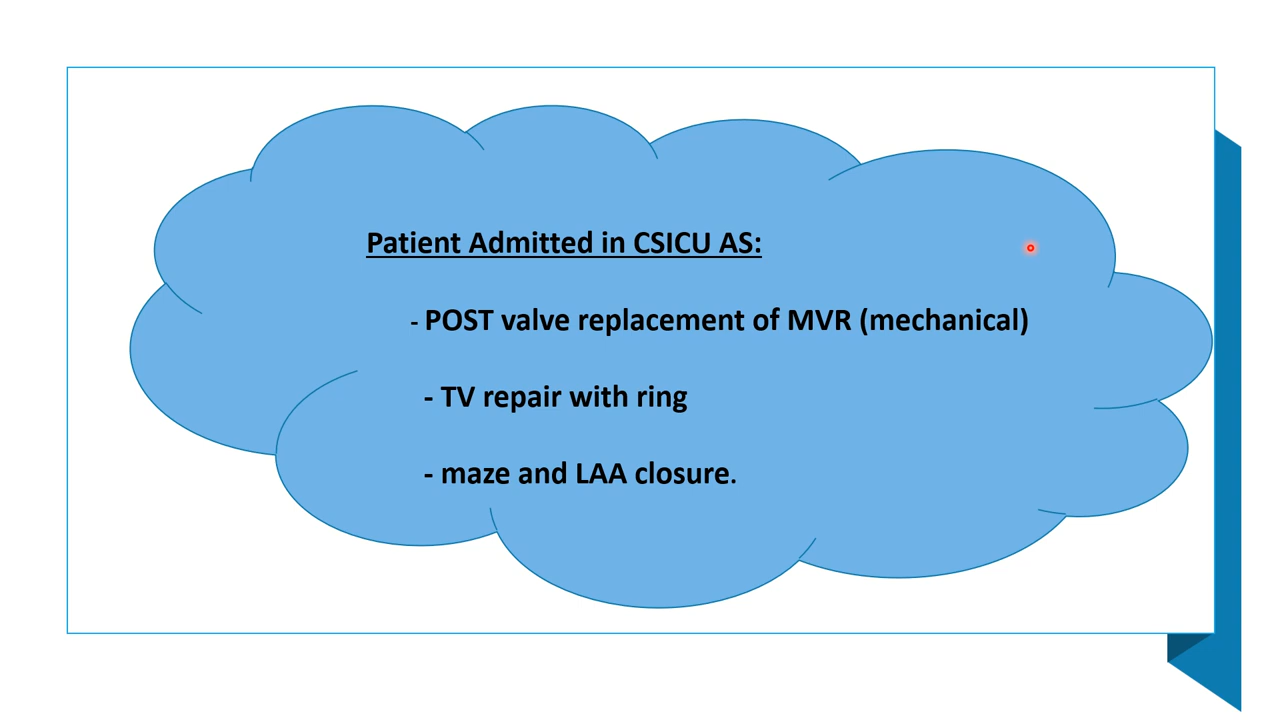 Patient Admitted in CSICU AS:
- POST valve replacement of MVR (mechanical)
- TV repair with ring
- maze and LAA closure.